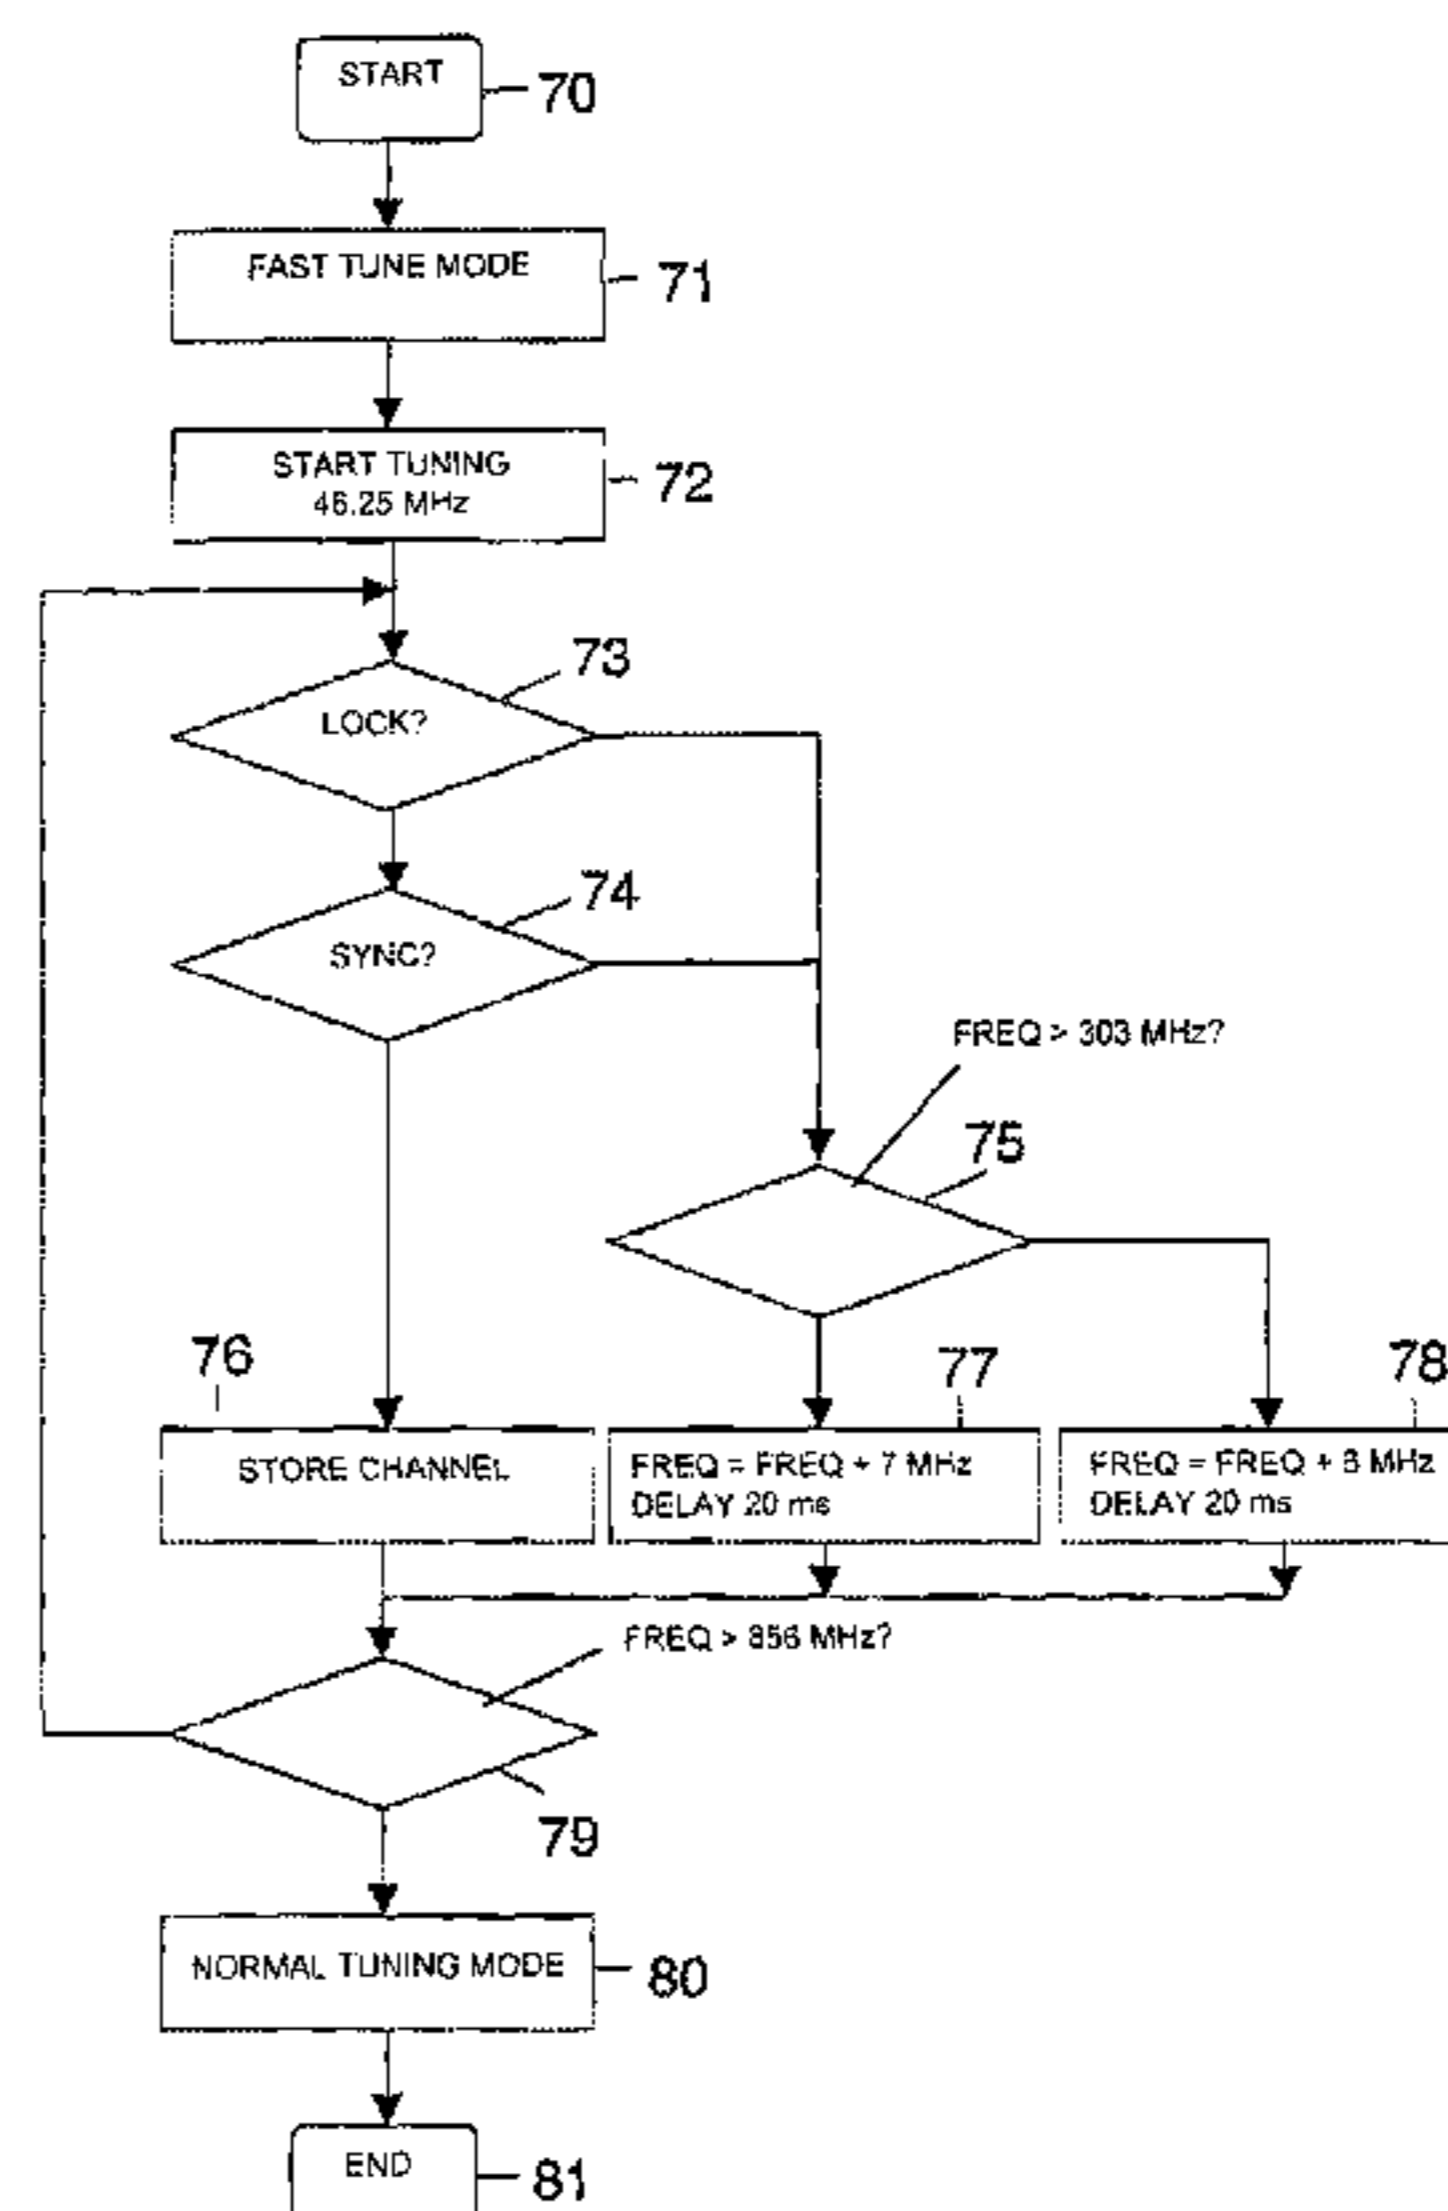 START
70
FAST TUNE MODE
71
START TUNING
46.25 MHz
72
LOCK?
73
SYNC?
74
FREQ > 303 MHz?
75
76
STORE CHANNEL
77
FREQ = FREQ + 7 MHz
DELAY 20 ms
78
FREQ = FREQ + 8 MHz
DELAY 20 ms
FREQ > 856 MHz?
79
NORMAL TUNING MODE
80
END
81